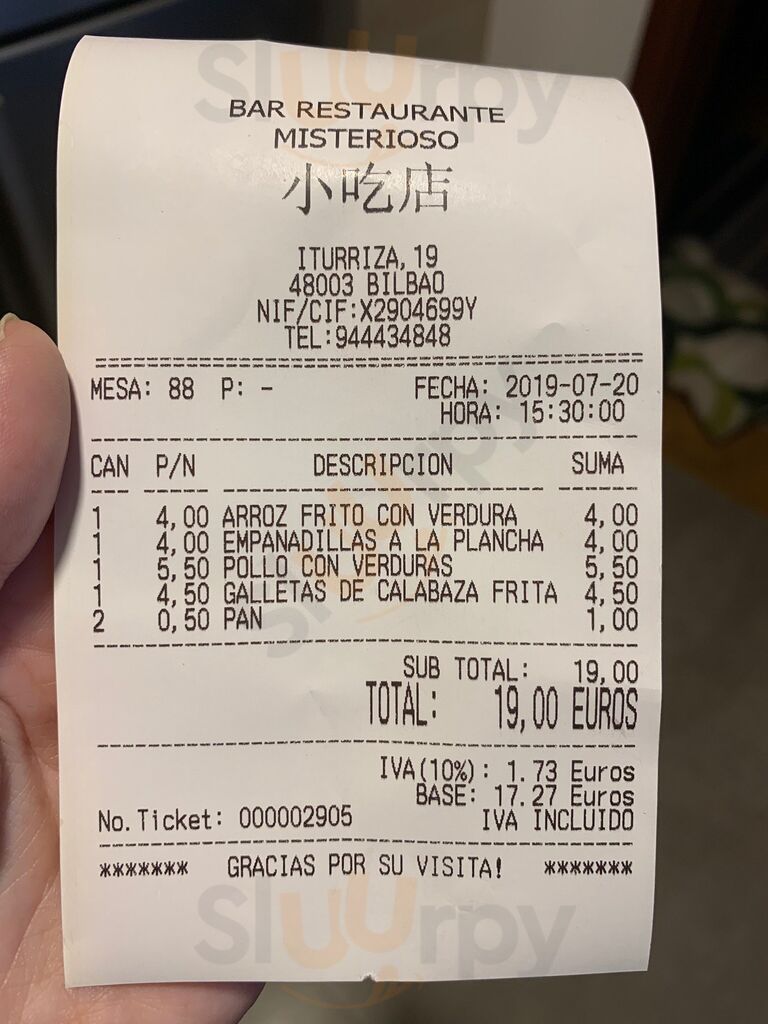 BAR RESTAURANTE
MISTERIOSO
小吃店
ITURRIZA, 19
48003 BILBAO
NIF/CIF:X2904699Y
TEL:944434848
MESA: 88 P: - FECHA: 2019-07-20
HORA: 15:30:00
CAN P/N DESCRIPCION SUMA
1 4,00 ARROZ FRITO CON VERDURA 4,00
1 4,00 EMPANADILLAS A LA PLANCHA 4,00
1 5,50 POLLO CON VERDURAS 5,50
1 4,50 GALLETAS DE CALABAZA FRITA 4,50
2 0,50 PAN 1,00
SUB TOTAL: 19,00
TOTAL: 19,00 EUROS
IVA(10%): 1.73 Euros
BASE: 17.27 Euros
No.Ticket: 000002905 IVA INCLUIDO
******* GRACIAS POR SU VISITA! *******
Sluurpy
Sluurpy
Sluurpy